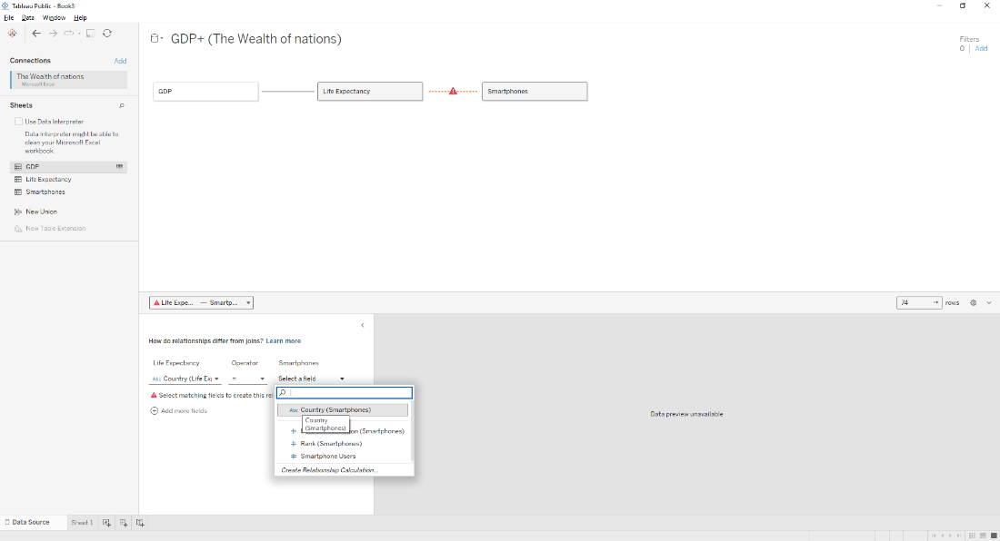 Tableau Public - Book3
File Data Window Help
Connections Add
The Wealth of nations
Microsoft Excel
Sheets
Use Data Interpreter
Data Interpreter might be able to
clean your Microsoft Excel
workbook.
GDP
Life Expectancy
Smartphones
New Union
New Table Extension
GDP+ (The Wealth of nations)
Filters
0 Add
GDP Life Expectancy Smartphones
Life Expe... — Smartp...
74 → rows
How do relationships differ from joins? Learn more
Life Expectancy Operator Smartphones
Abc Country (Life Ex = Select a field
Select matching fields to create this rel
Add more fields
Abc Country (Smartphones)
Country
(Smartphones)
on (Smartphones)
Rank (Smartphones)
Smartphone Users
Create Relationship Calculation...
Data preview unavailable
Data Source Sheet 1